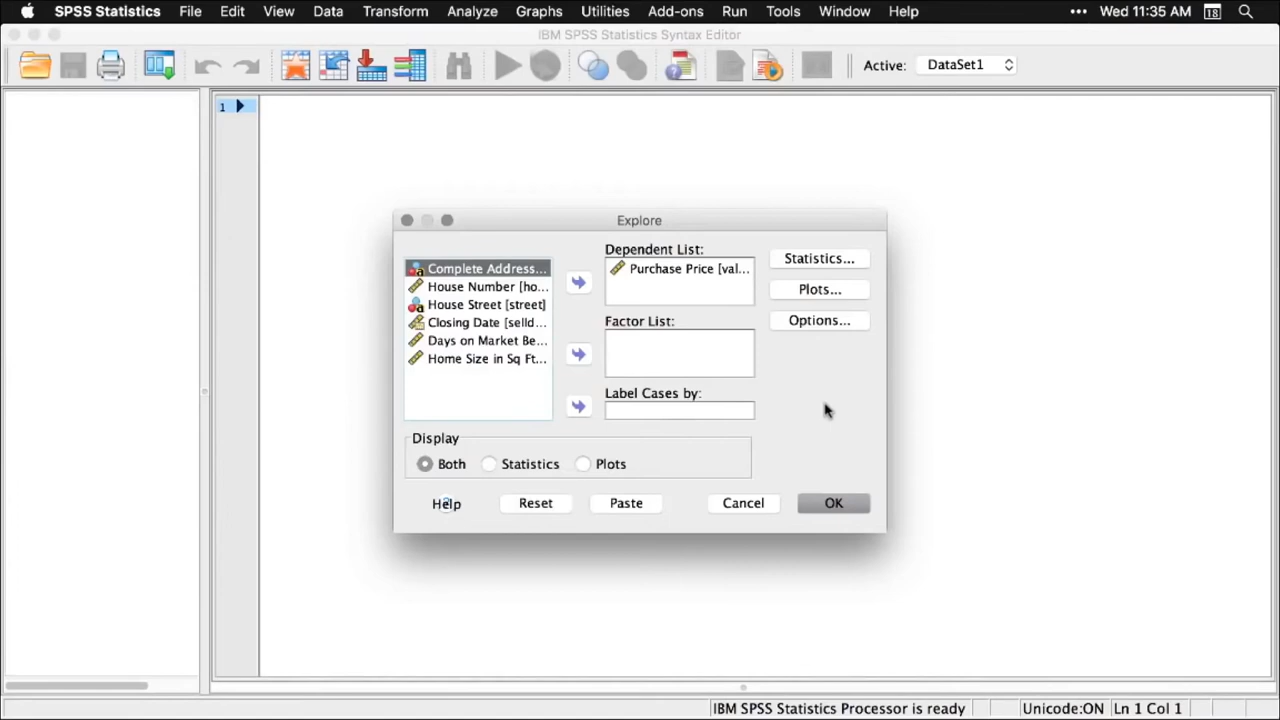 SPSS Statistics File Edit View Data Transform Analyze Graphs Utilities Add-ons Run Tools Window Help ••• Wed 11:35 AM 18
IBM SPSS Statistics Syntax Editor
Active: DataSet1
1
Explore
Complete Address...
House Number [ho...
House Street [street]
Closing Date [selld...
Days on Market Be...
Home Size in Sq Ft...
Dependent List:
Purchase Price [val...
Factor List:
Label Cases by:
Statistics...
Plots...
Options...
Display
Both Statistics Plots
Help Reset Paste Cancel OK
IBM SPSS Statistics Processor is ready Unicode:ON Ln 1 Col 1